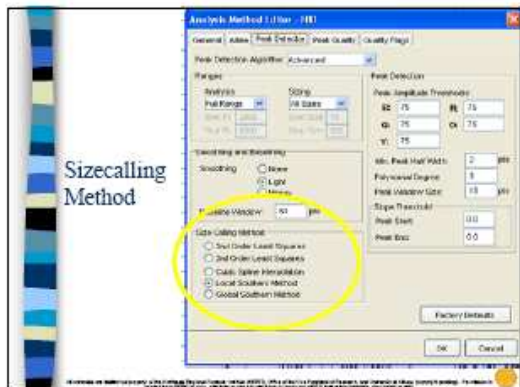 Sizecalling
Method
Analysis Method Editor - HID
General Allele Peak Detector Peak Quality Quality Flags
Peak Detection Algorithm: Advanced
Ranges
Analysis Sizing
Full Range All Sizes
Smoothing and Baselining
Smoothing None
Light
Baseline Window: pts
Size Calling Method
2nd Order Least Squares
3rd Order Least Squares
Cubic Spline Interpolation
Local Southern Method
Global Southern Method
Peak Detection
Peak Amplitude Thresholds:
B: 75 R: 75
G: 75 O: 75
Y: 75
Min. Peak Half Width: 2 pts
Polynomial Degree: 3
Peak Window Size: 15 pts
Slope Threshold
Peak Start: 0.0
Peak End: 0.0
Factory Defaults
OK Cancel